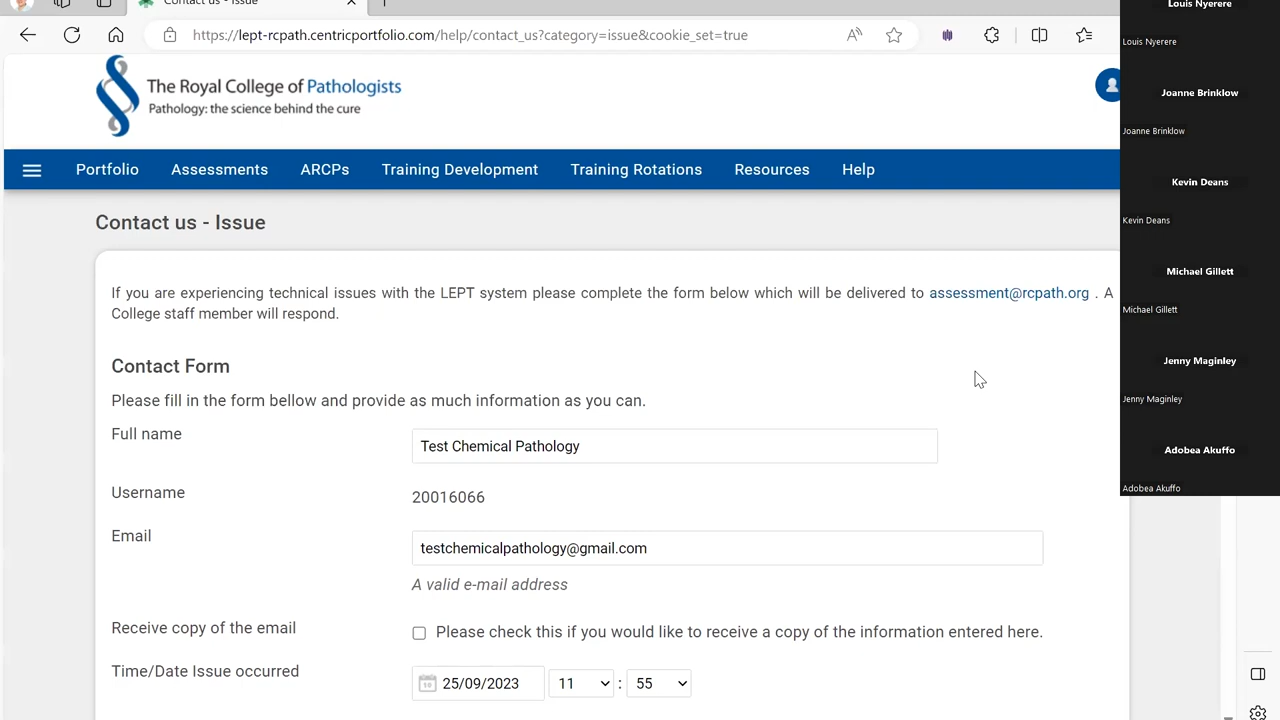 Contact us - Issue
https://lept-rcpath.centricportfolio.com/help/contact_us?category=issue&cookie_set=true
The Royal College of Pathologists
Pathology: the science behind the cure
Portfolio Assessments ARCPs Training Development Training Rotations Resources Help
Contact us - Issue
If you are experiencing technical issues with the LEPT system please complete the form below which will be delivered to assessment@rcpath.org . A
College staff member will respond.
Contact Form
Please fill in the form bellow and provide as much information as you can.
Full name
Test Chemical Pathology
Username
20016066
Email
testchemicalpathology@gmail.com
A valid e-mail address
Receive copy of the email
Please check this if you would like to receive a copy of the information entered here.
Time/Date Issue occurred
25/09/2023 11 : 55
Louis Nyerere
Louis Nyerere
Joanne Brinklow
Joanne Brinklow
Kevin Deans
Kevin Deans
Michael Gillett
Michael Gillett
Jenny Maginley
Jenny Maginley
Adobea Akuffo
Adobea Akuffo